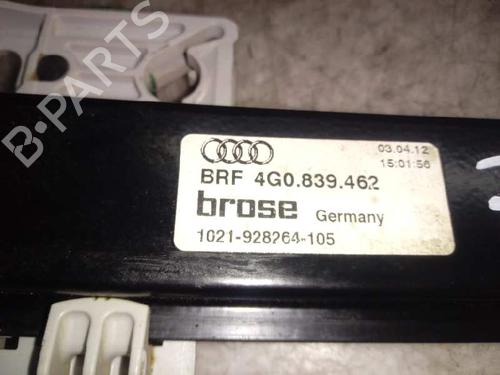 03.04.12
15:01:56
BRF 4G0.839.462
brose Germany
1021-928264-105
B-PARTS